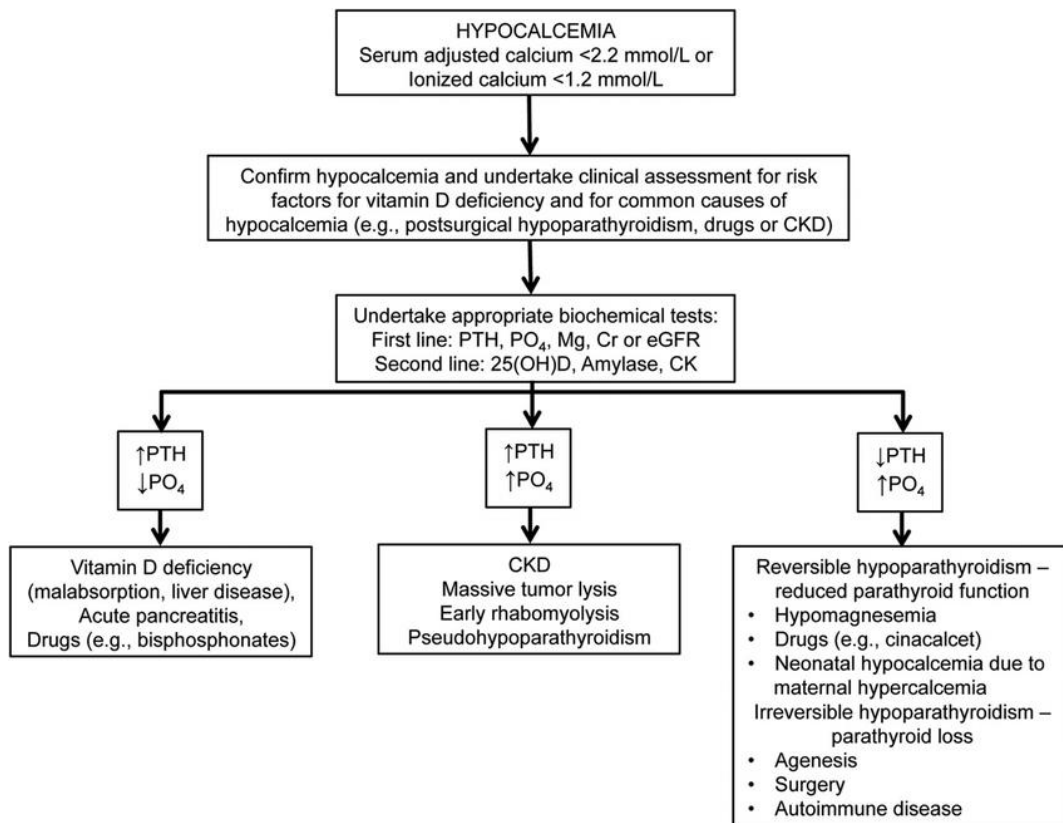 HYPOCALCEMIA
Serum adjusted calcium <2.2 mmol/L or
Ionized calcium <1.2 mmol/L
Confirm hypocalcemia and undertake clinical assessment for risk
factors for vitamin D deficiency and for common causes of
hypocalcemia (e.g., postsurgical hypoparathyroidism, drugs or CKD)
Undertake appropriate biochemical tests:
First line: PTH, PO₄, Mg, Cr or eGFR
Second line: 25(OH)D, Amylase, CK
↑PTH
↓PO₄
↑PTH
↑PO₄
↓PTH
↑PO₄
Vitamin D deficiency
(malabsorption, liver disease),
Acute pancreatitis,
Drugs (e.g., bisphosphonates)
CKD
Massive tumor lysis
Early rhabomyolysis
Pseudohypoparathyroidism
Reversible hypoparathyroidism –
reduced parathyroid function
• Hypomagnesemia
• Drugs (e.g., cinacalcet)
• Neonatal hypocalcemia due to
maternal hypercalcemia
Irreversible hypoparathyroidism –
parathyroid loss
• Agenesis
• Surgery
• Autoimmune disease